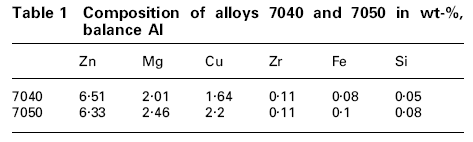 Table 1 Composition of alloys 7040 and 7050 in wt-%,
balance Al
Zn Mg Cu Zr Fe Si
7040 6·51 2·01 1·64 0·11 0·08 0·05
7050 6·33 2·46 2·2 0·11 0·1 0·08